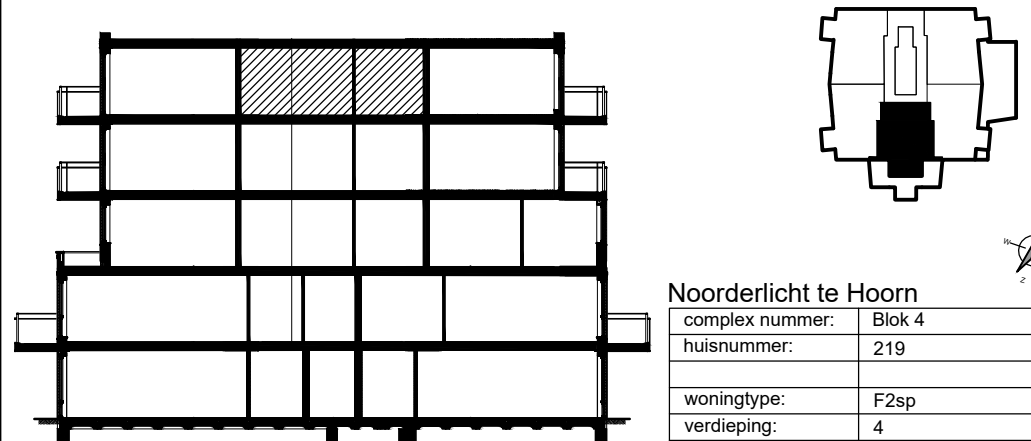 W
Z
Noorderlicht te Hoorn
complex nummer: Blok 4
huisnummer: 219
woningtype: F2sp
verdieping: 4